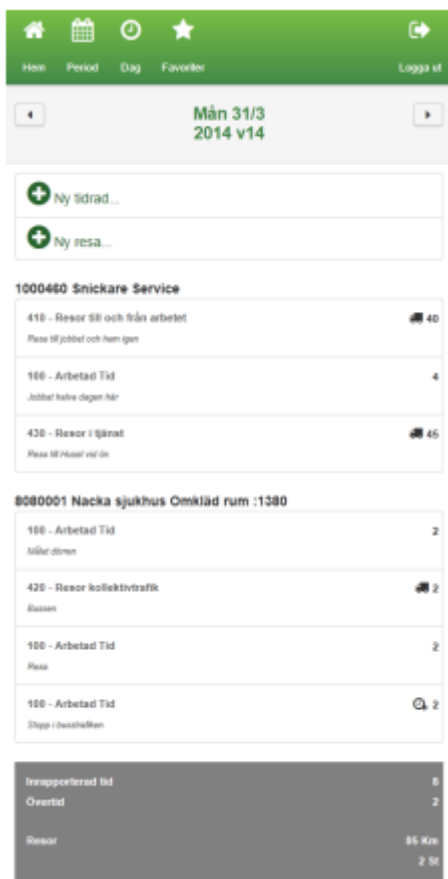 Hem Period Dag Favoriter Logga ut
Mån 31/3
2014 v14
Ny tidrad...
Ny resa...
1000460 Snickare Service
410 - Resor till och från arbetet 40
Resa till jobbet och hem igen
100 - Arbetad Tid 4
Jobbat halva dagen här
430 - Resor i tjänst 45
Resa till Huset vid ön
8080001 Nacka sjukhus Omkläd rum :1380
100 - Arbetad Tid 2
Målat dörren
420 - Resor kollektivtrafik 2
Bussen
100 - Arbetad Tid 2
Resa
100 - Arbetad Tid 2
Stopp i busstrafiken
Inrapporterad tid 8
Övertid 2
Resor 85 Km
2 St